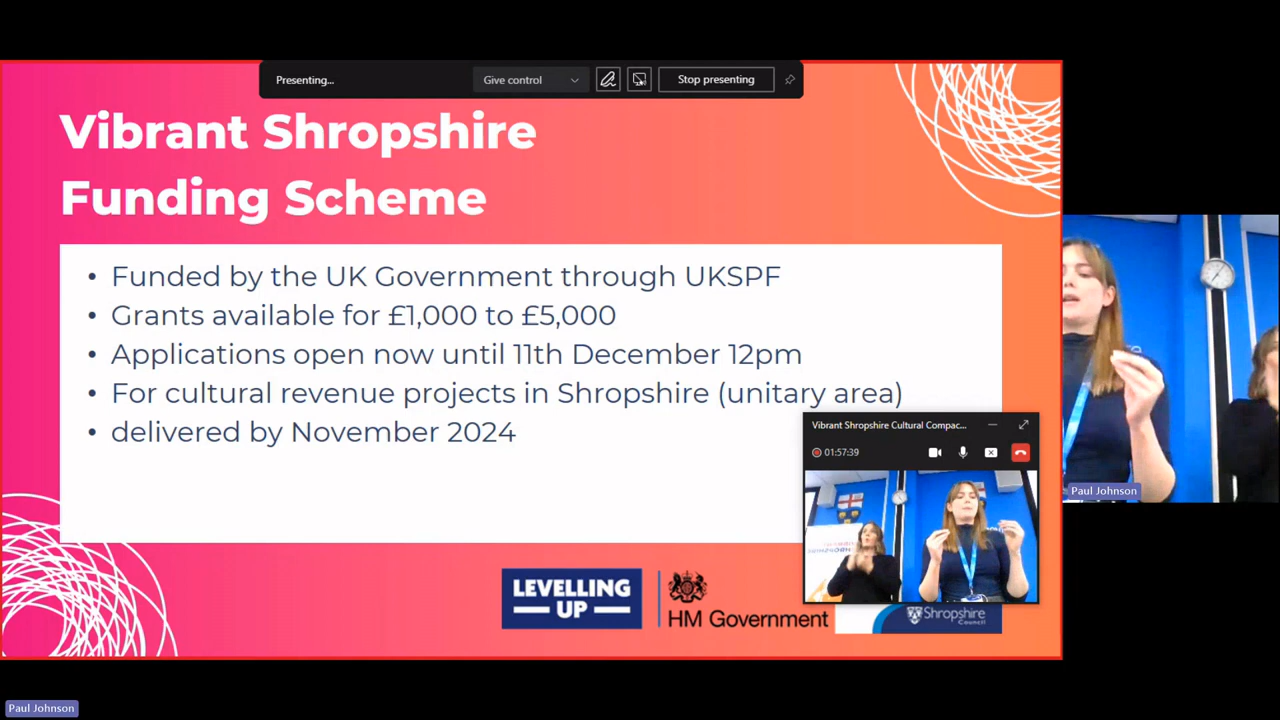 Presenting...
Give control
Stop presenting
Vibrant Shropshire
Funding Scheme
• Funded by the UK Government through UKSPF
• Grants available for £1,000 to £5,000
• Applications open now until 11th December 12pm
• For cultural revenue projects in Shropshire (unitary area)
• delivered by November 2024
Vibrant Shropshire Cultural Compac...
01:57:39
Paul Johnson
LEVELLING
UP
HM Government
Shropshire
Council
Paul Johnson